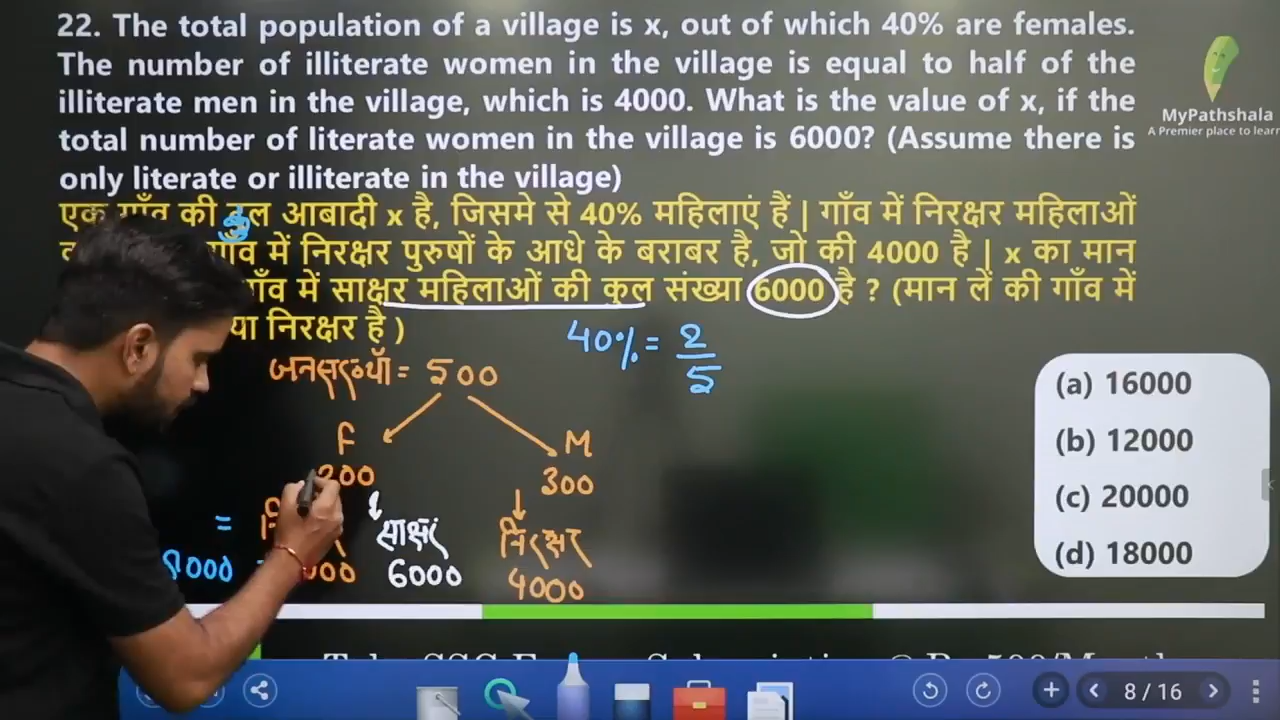 22. The total population of a village is x, out of which 40% are females.
The number of illiterate women in the village is equal to half of the
illiterate men in the village, which is 4000. What is the value of x, if the
total number of literate women in the village is 6000? (Assume there is
only literate or illiterate in the village)
MyPathshala
A Premier place to learn
एक गाँव की कुल आबादी x है, जिसमे से 40% महिलाएं हैं | गाँव में निरक्षर महिलाओं
गाँव में निरक्षर पुरुषों के आधे के बराबर है, जो की 4000 है | x का मान
गाँव में साक्षर महिलाओं की कुल संख्या 6000 है ? (मान लें की गाँव में
या निरक्षर है )
40% = 2/5
= 500
F
M
200
300
=
साक्षर
निरक्षर
6000
4000
(a) 16000
(b) 12000
(c) 20000
(d) 18000
8 / 16